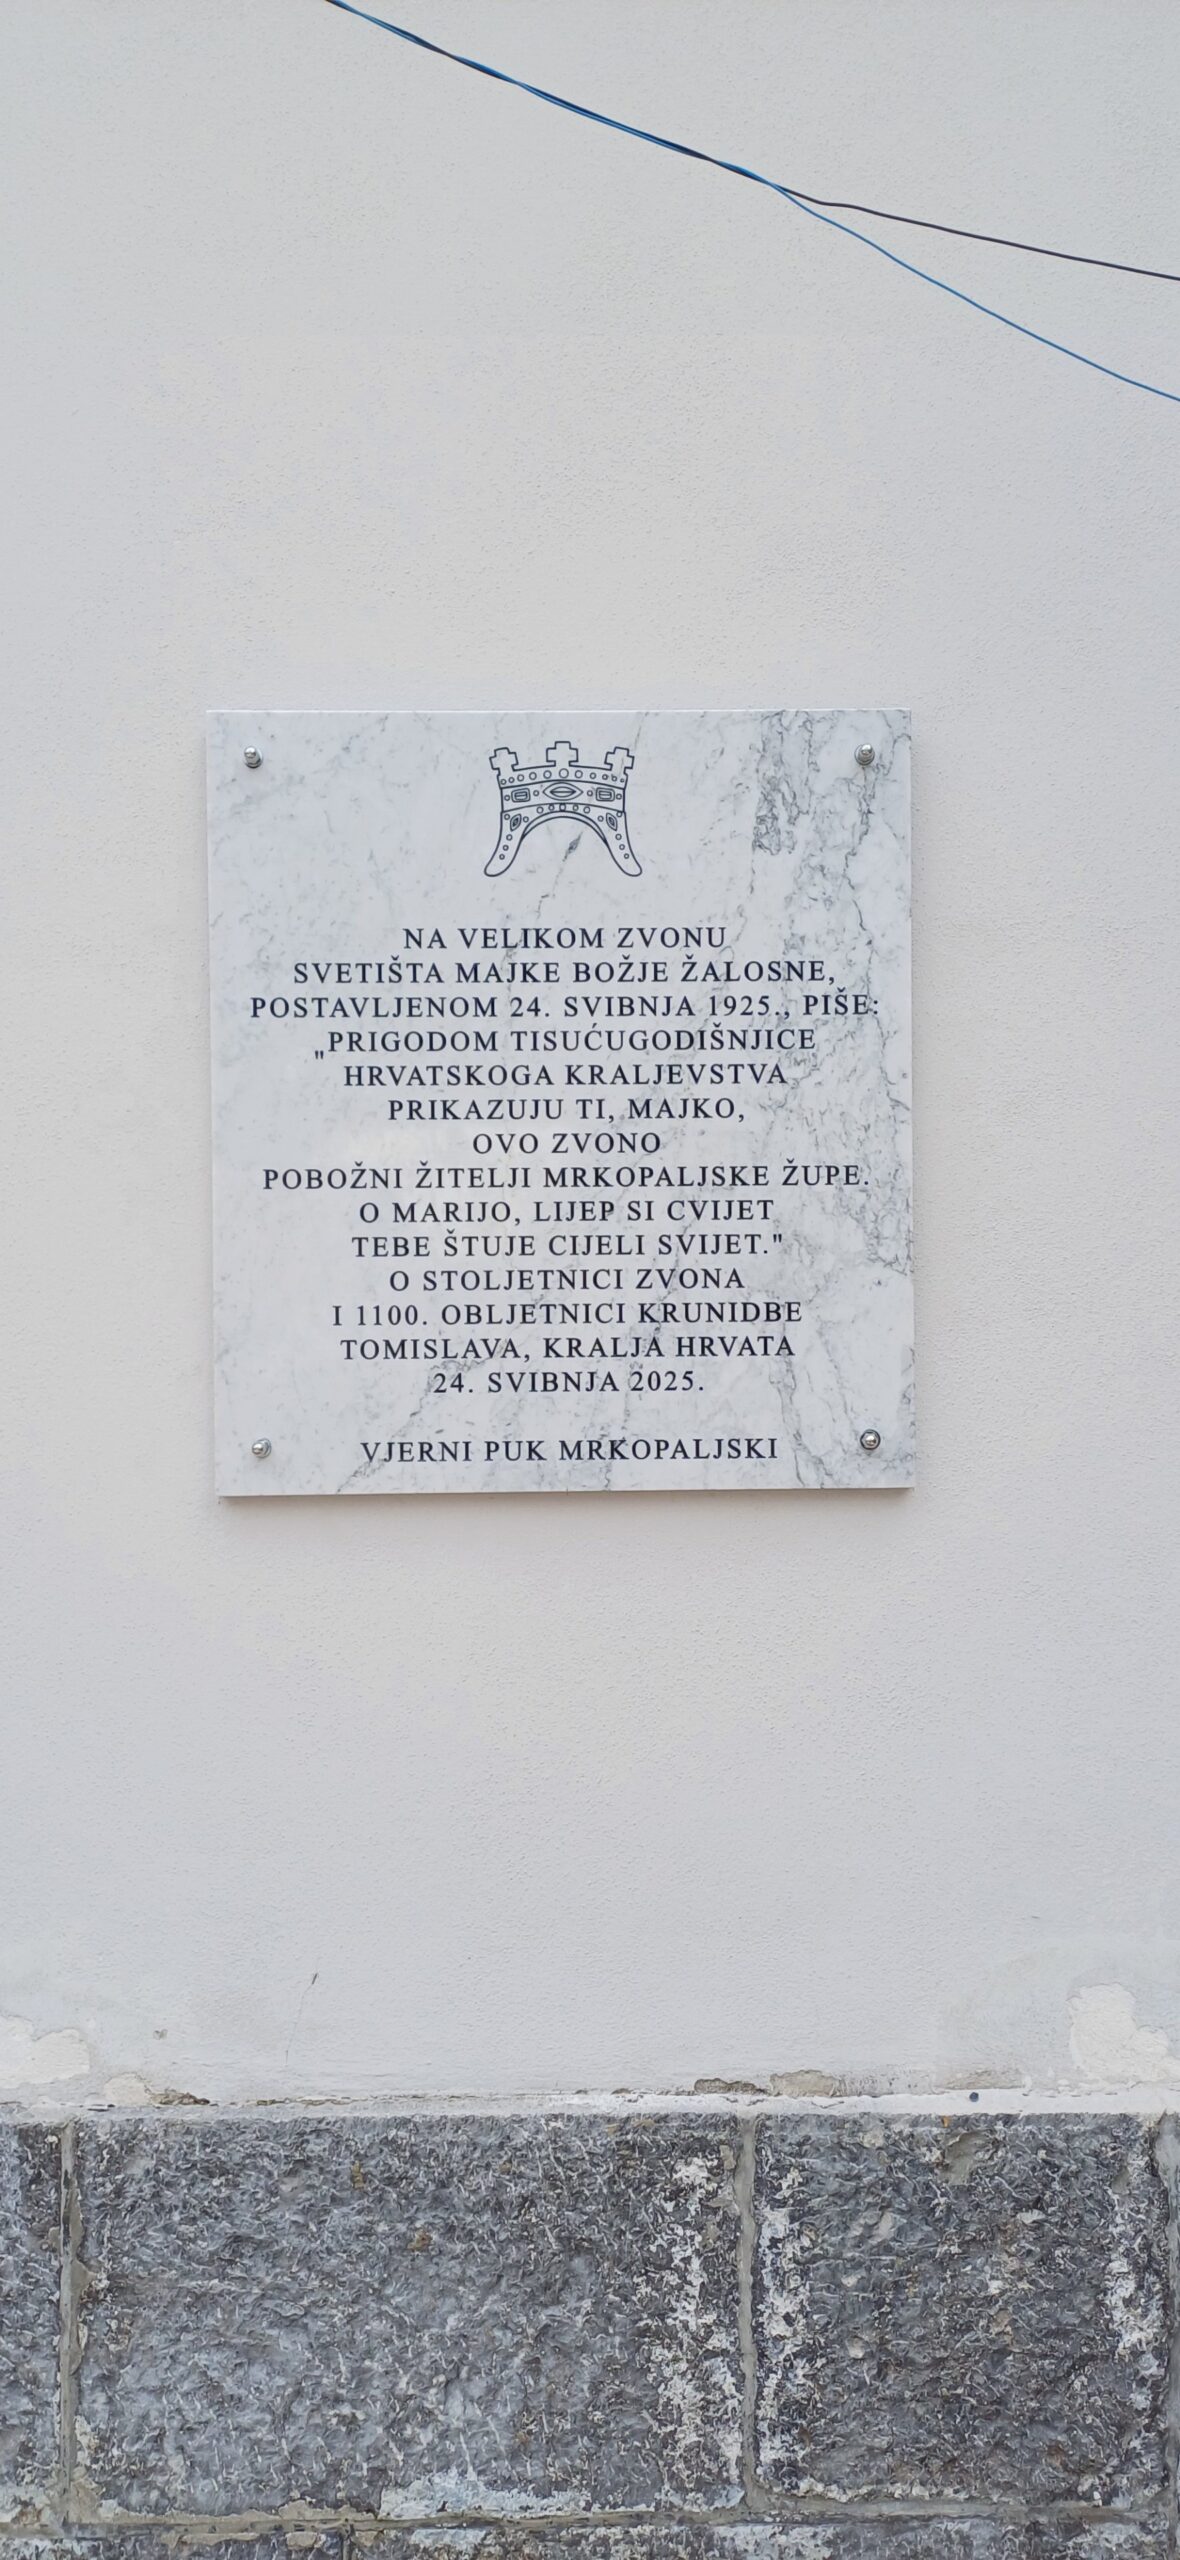 NA VELIKOM ZVONU
SVETIŠTA MAJKE BOŽJE ŽALOSNE,
POSTAVLJENOM 24. SVIBNJA 1925., PIŠE:
"PRIGODOM TISUĆUGODIŠNJICE
HRVATSKOGA KRALJEVSTVA
PRIKAZUJU TI, MAJKO,
OVO ZVONO
POBOŽNI ŽITELJI MRKOPALJSKE ŽUPE.
O MARIJO, LIJEP SI CVIJET
TEBE ŠTUJE CIJELI SVIJET."
O STOLJETNICI ZVONA
I 1100. OBLJETNICI KRUNIDBE
TOMISLAVA, KRALJA HRVATA
24. SVIBNJA 2025.
VJERNI PUK MRKOPALJSKI